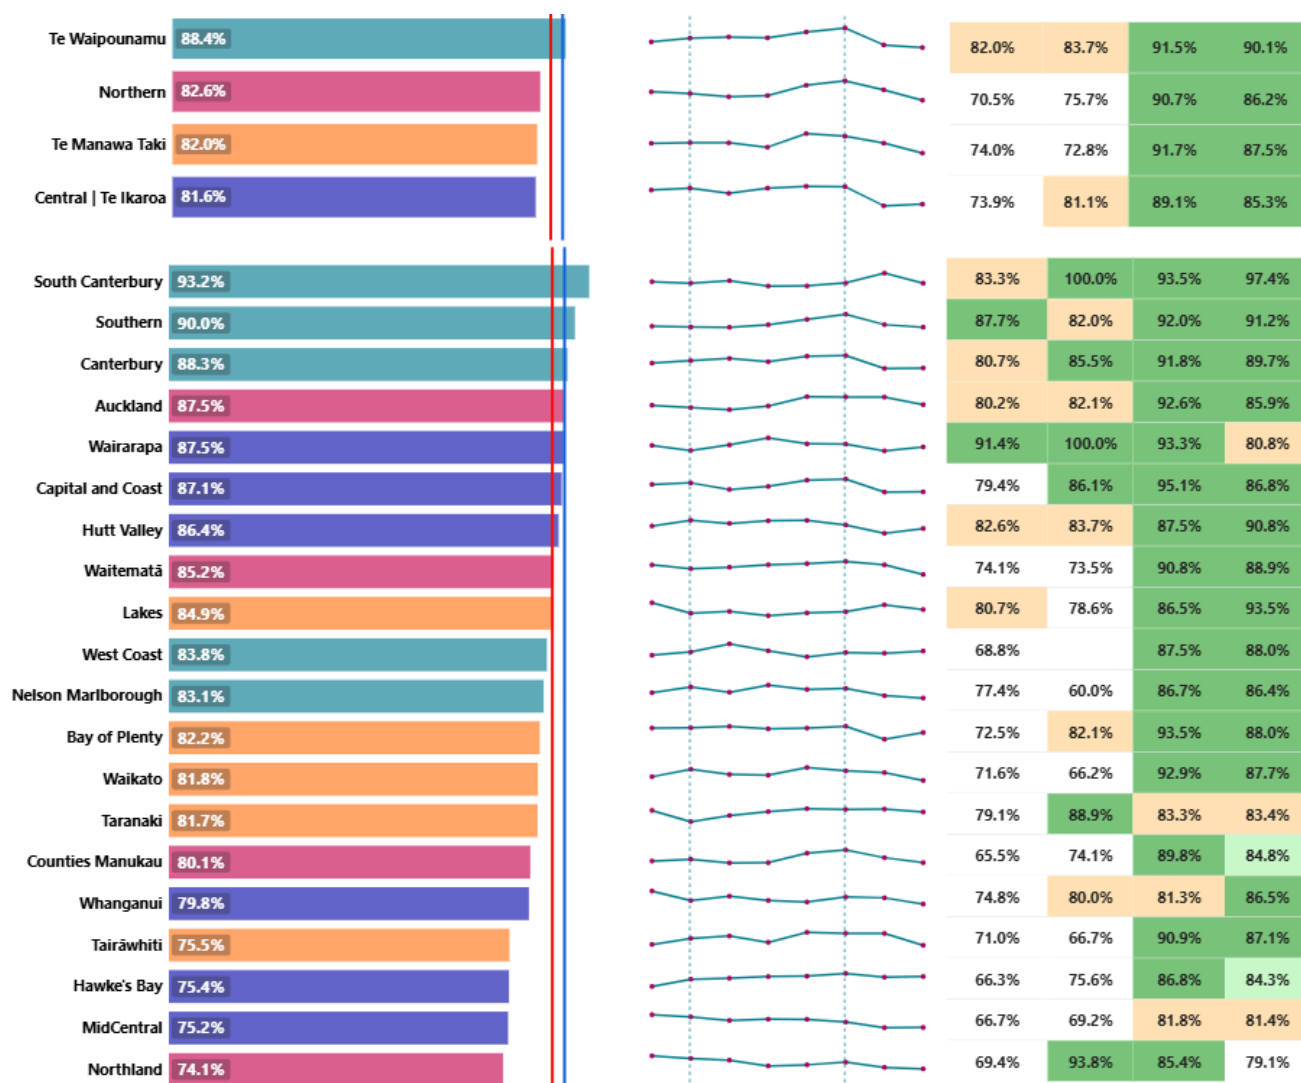 Te Waipounamu 88.4% 82.0% 83.7% 91.5% 90.1%
Northern 82.6% 70.5% 75.7% 90.7% 86.2%
Te Manawa Taki 82.0% 74.0% 72.8% 91.7% 87.5%
Central | Te Ikaroa 81.6% 73.9% 81.1% 89.1% 85.3%
South Canterbury 93.2% 83.3% 100.0% 93.5% 97.4%
Southern 90.0% 87.7% 82.0% 92.0% 91.2%
Canterbury 88.3% 80.7% 85.5% 91.8% 89.7%
Auckland 87.5% 80.2% 82.1% 92.6% 85.9%
Wairarapa 87.5% 91.4% 100.0% 93.3% 80.8%
Capital and Coast 87.1% 79.4% 86.1% 95.1% 86.8%
Hutt Valley 86.4% 82.6% 83.7% 87.5% 90.8%
Waitematā 85.2% 74.1% 73.5% 90.8% 88.9%
Lakes 84.9% 80.7% 78.6% 86.5% 93.5%
West Coast 83.8% 68.8% 87.5% 88.0%
Nelson Marlborough 83.1% 77.4% 60.0% 86.7% 86.4%
Bay of Plenty 82.2% 72.5% 82.1% 93.5% 88.0%
Waikato 81.8% 71.6% 66.2% 92.9% 87.7%
Taranaki 81.7% 79.1% 88.9% 83.3% 83.4%
Counties Manukau 80.1% 65.5% 74.1% 89.8% 84.8%
Whanganui 79.8% 74.8% 80.0% 81.3% 86.5%
Tairāwhiti 75.5% 71.0% 66.7% 90.9% 87.1%
Hawke's Bay 75.4% 66.3% 75.6% 86.8% 84.3%
MidCentral 75.2% 66.7% 69.2% 81.8% 81.4%
Northland 74.1% 69.4% 93.8% 85.4% 79.1%